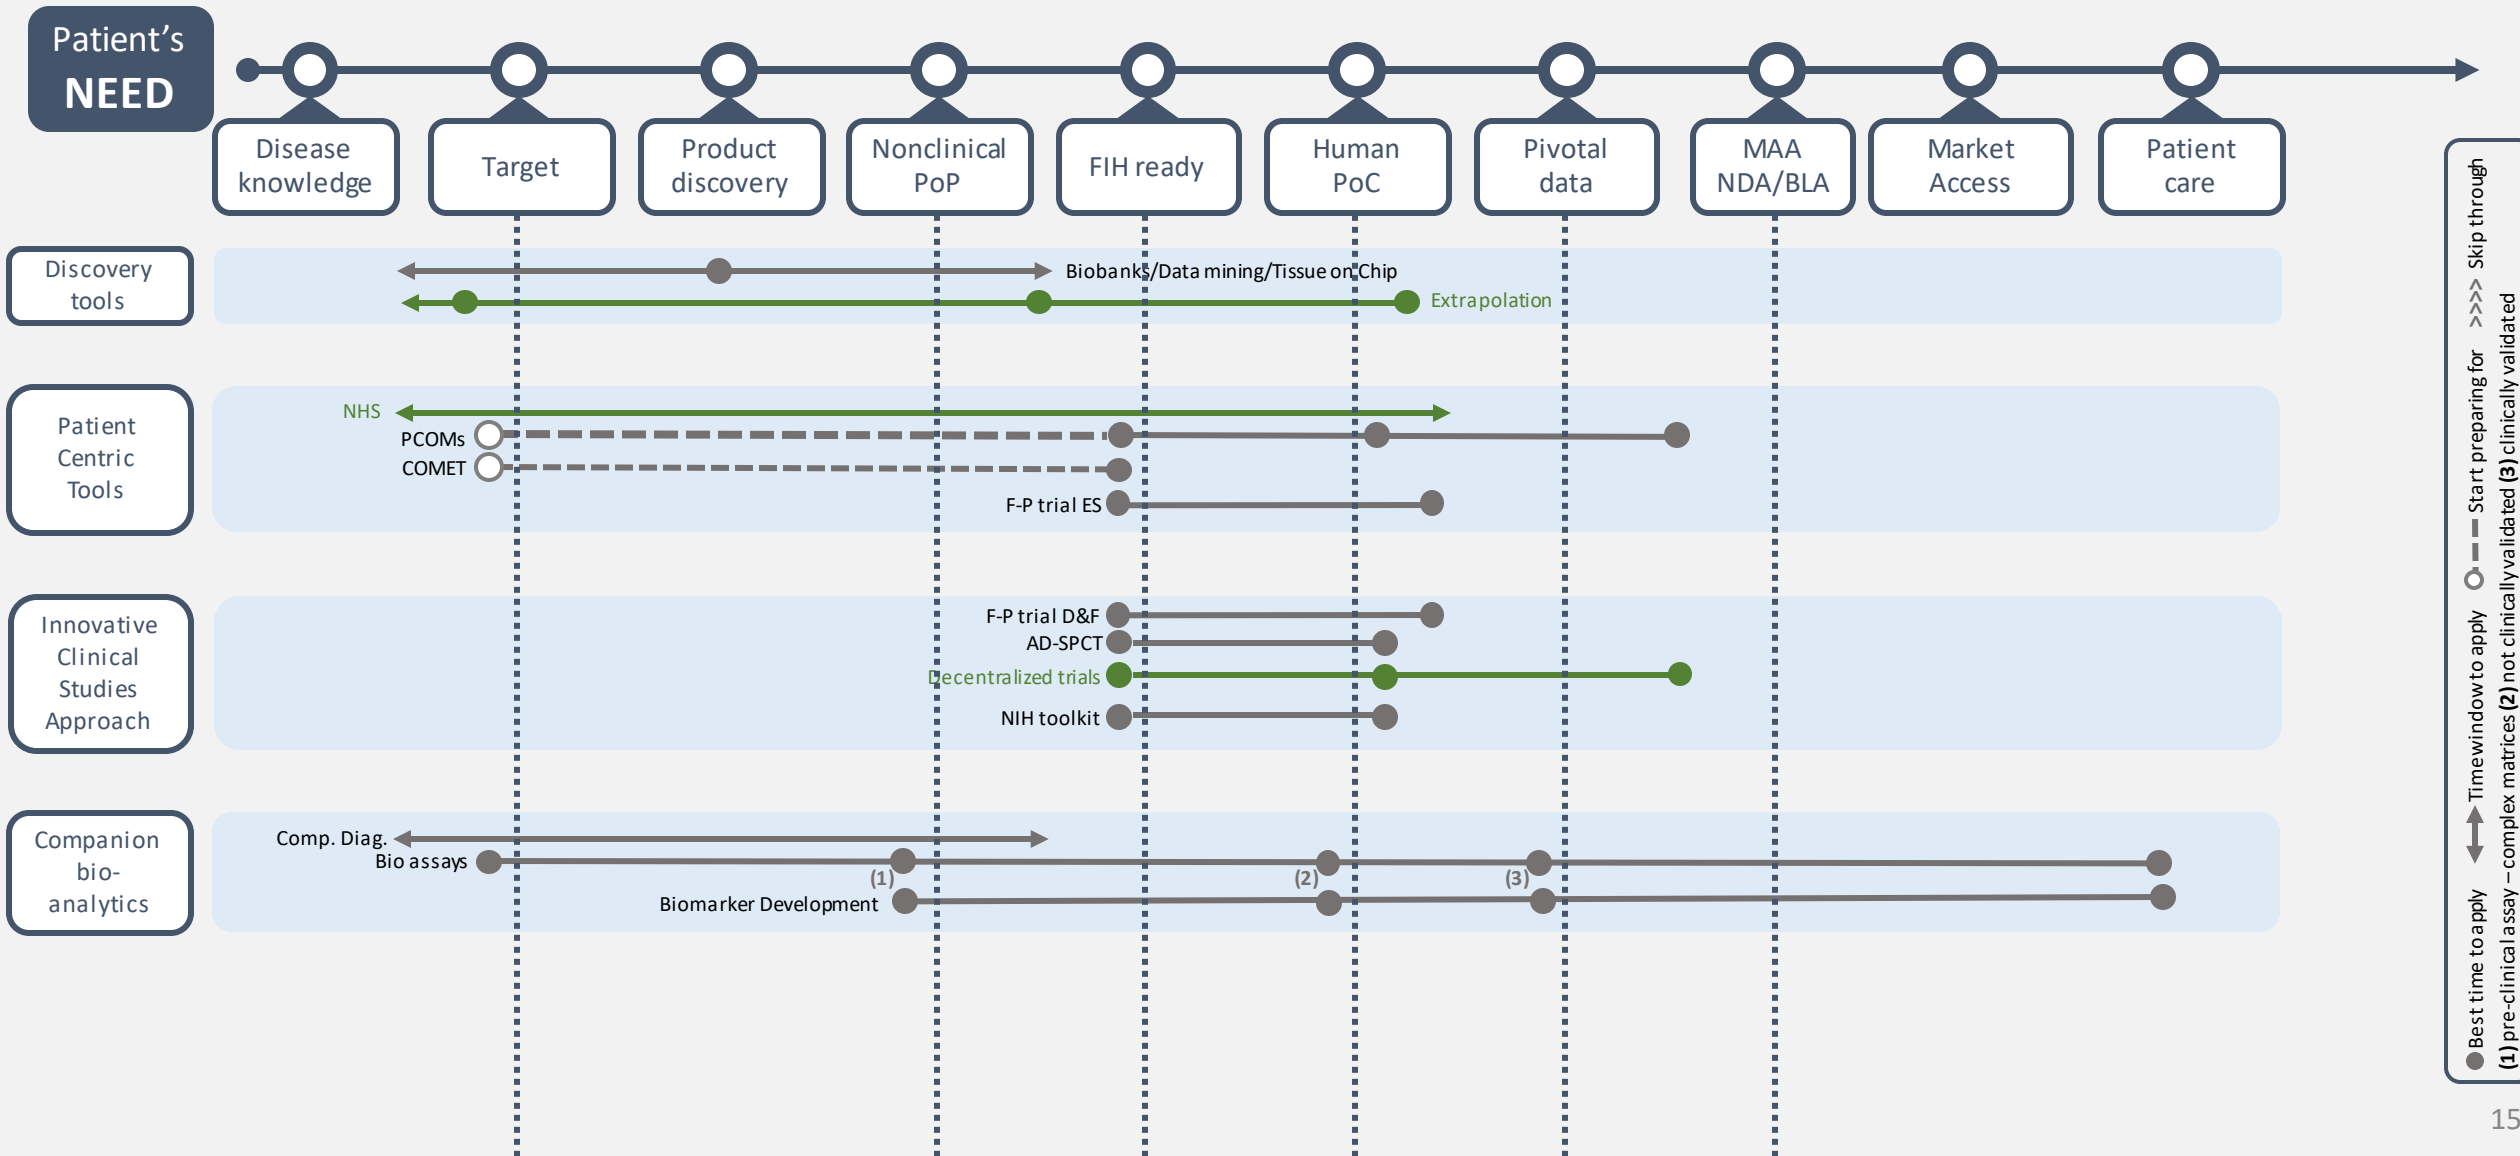 Patient's
NEED
Disease
knowledge
Target
Product
discovery
Nonclinical
PoP
FIH ready
Human
PoC
Pivotal
data
MAA
NDA/BLA
Market
Access
Patient
care
Discovery
tools
Biobanks/Data mining/Tissue on Chip
Extrapolation
Patient
Centric
Tools
NHS
PCOMs
COMET
F-P trial ES
Innovative
Clinical
Studies
Approach
F-P trial D&F
AD-SPCT
Decentralized trials
NIH toolkit
Companion
bio-
analytics
Comp. Diag.
Bio assays
(1)
(2)
(3)
Biomarker Development
Best time to apply Time window to apply Start preparing for >>>> Skip through
(1) pre-clinical assay – complex matrices (2) not clinically validated (3) clinically validated
15